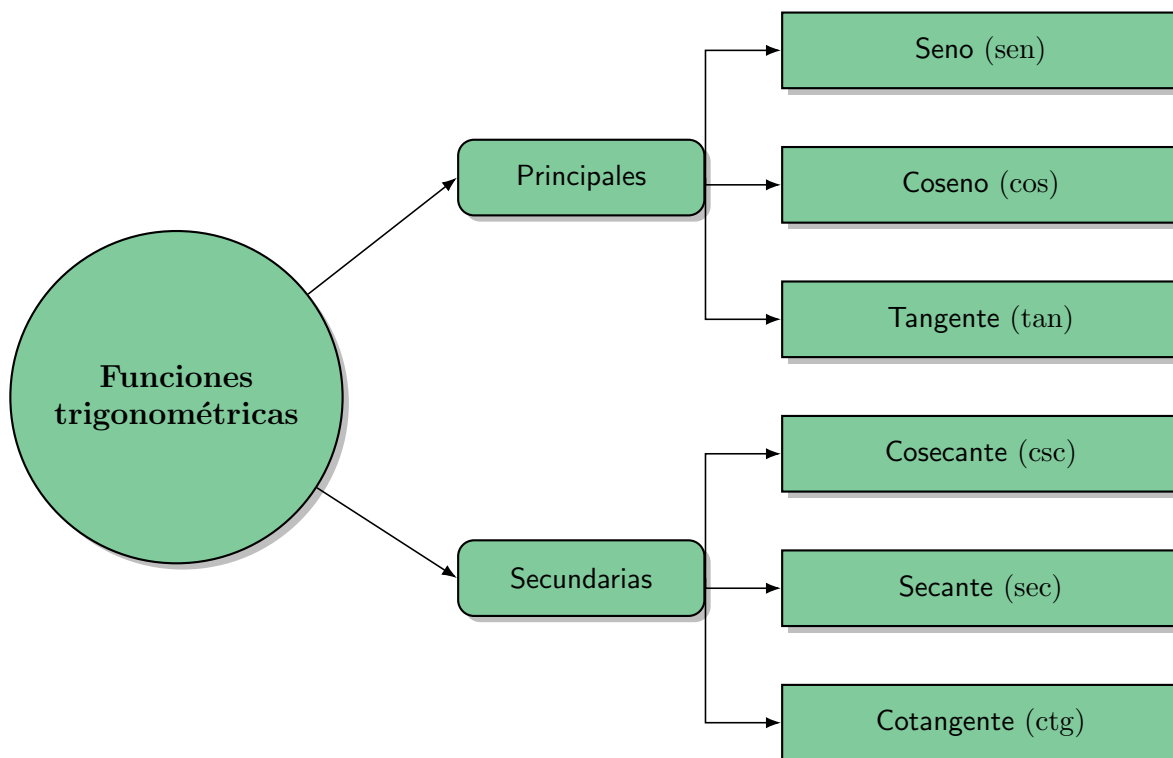 Funciones
trigonométricas
Principales
Seno (sen)
Coseno (cos)
Tangente (tan)
Secundarias
Cosecante (csc)
Secante (sec)
Cotangente (ctg)